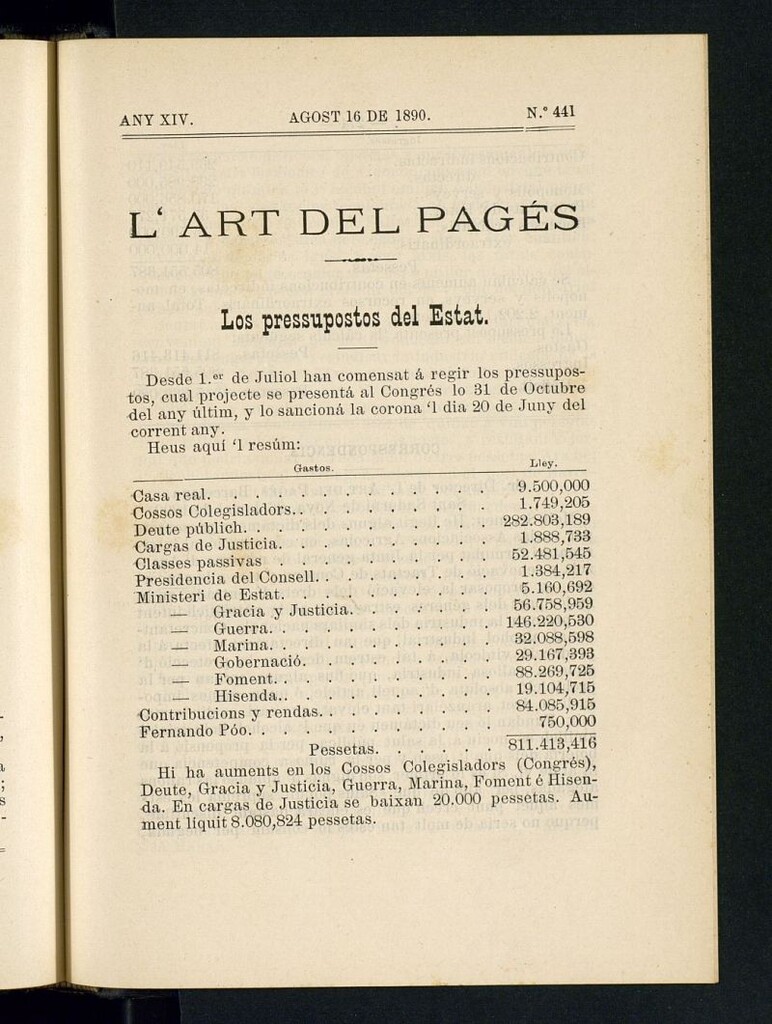 ANY XIV. AGOST 16 DE 1890. N.º 441
L‘ ART DEL PAGÉS
Los pressupostos del Estat.
Desde 1.er de Juliol han comensat á regir los pressupos-
tos, cual projecte se presentá al Congrés lo 31 de Octubre
del any últim, y lo sancioná la corona ‘l dia 20 de Juny del
corrent any.
Heus aquí ‘l resúm:
Gastos. Lley.
Casa real. . . . . . . . . . . . 9.500,000
Cossos Colegisladors. . . . . . . . . . 1.749,205
Deute públich. . . . . . . . . . . 282.803,189
Cargas de Justicia. . . . . . . . . . 1.888,733
Classes passivas . . . . . . . . . . 52.481,545
Presidencia del Consell. . . . . . . . . 1.384,217
Ministeri de Estat. . . . . . . . . . 5.160,692
— Gracia y Justicia. . . . . . . 56.758,959
— Guerra. . . . . . . . . . 146.220,530
— Marina. . . . . . . . . . 32.088,598
— Gobernació. . . . . . . . . 29.167,393
— Foment. . . . . . . . . . 88.269,725
— Hisenda. . . . . . . . . . 19.104,715
Contribucions y rendas. . . . . . . . . 84.085,915
Fernando Póo. . . . . . . . . . . 750,000
Pessetas. . . . . . 811.413,416
Hi ha auments en los Cossos Colegisladors (Congrés),
Deute, Gracia y Justicia, Guerra, Marina, Foment é Hisen-
da. En cargas de Justicia se baixan 20.000 pessetas. Au-
ment líquit 8.080,824 pessetas.